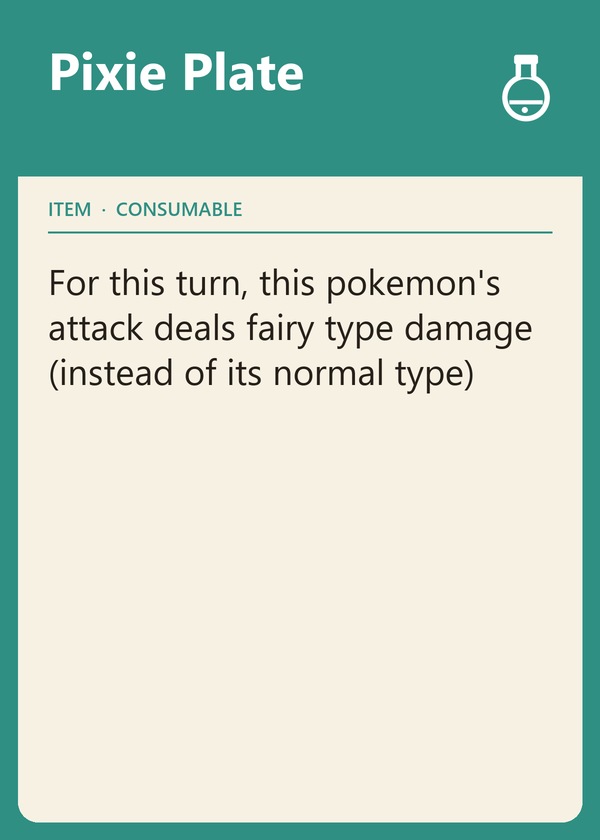 Pixie Plate
ITEM · CONSUMABLE
For this turn, this pokemon's
attack deals fairy type damage
(instead of its normal type)